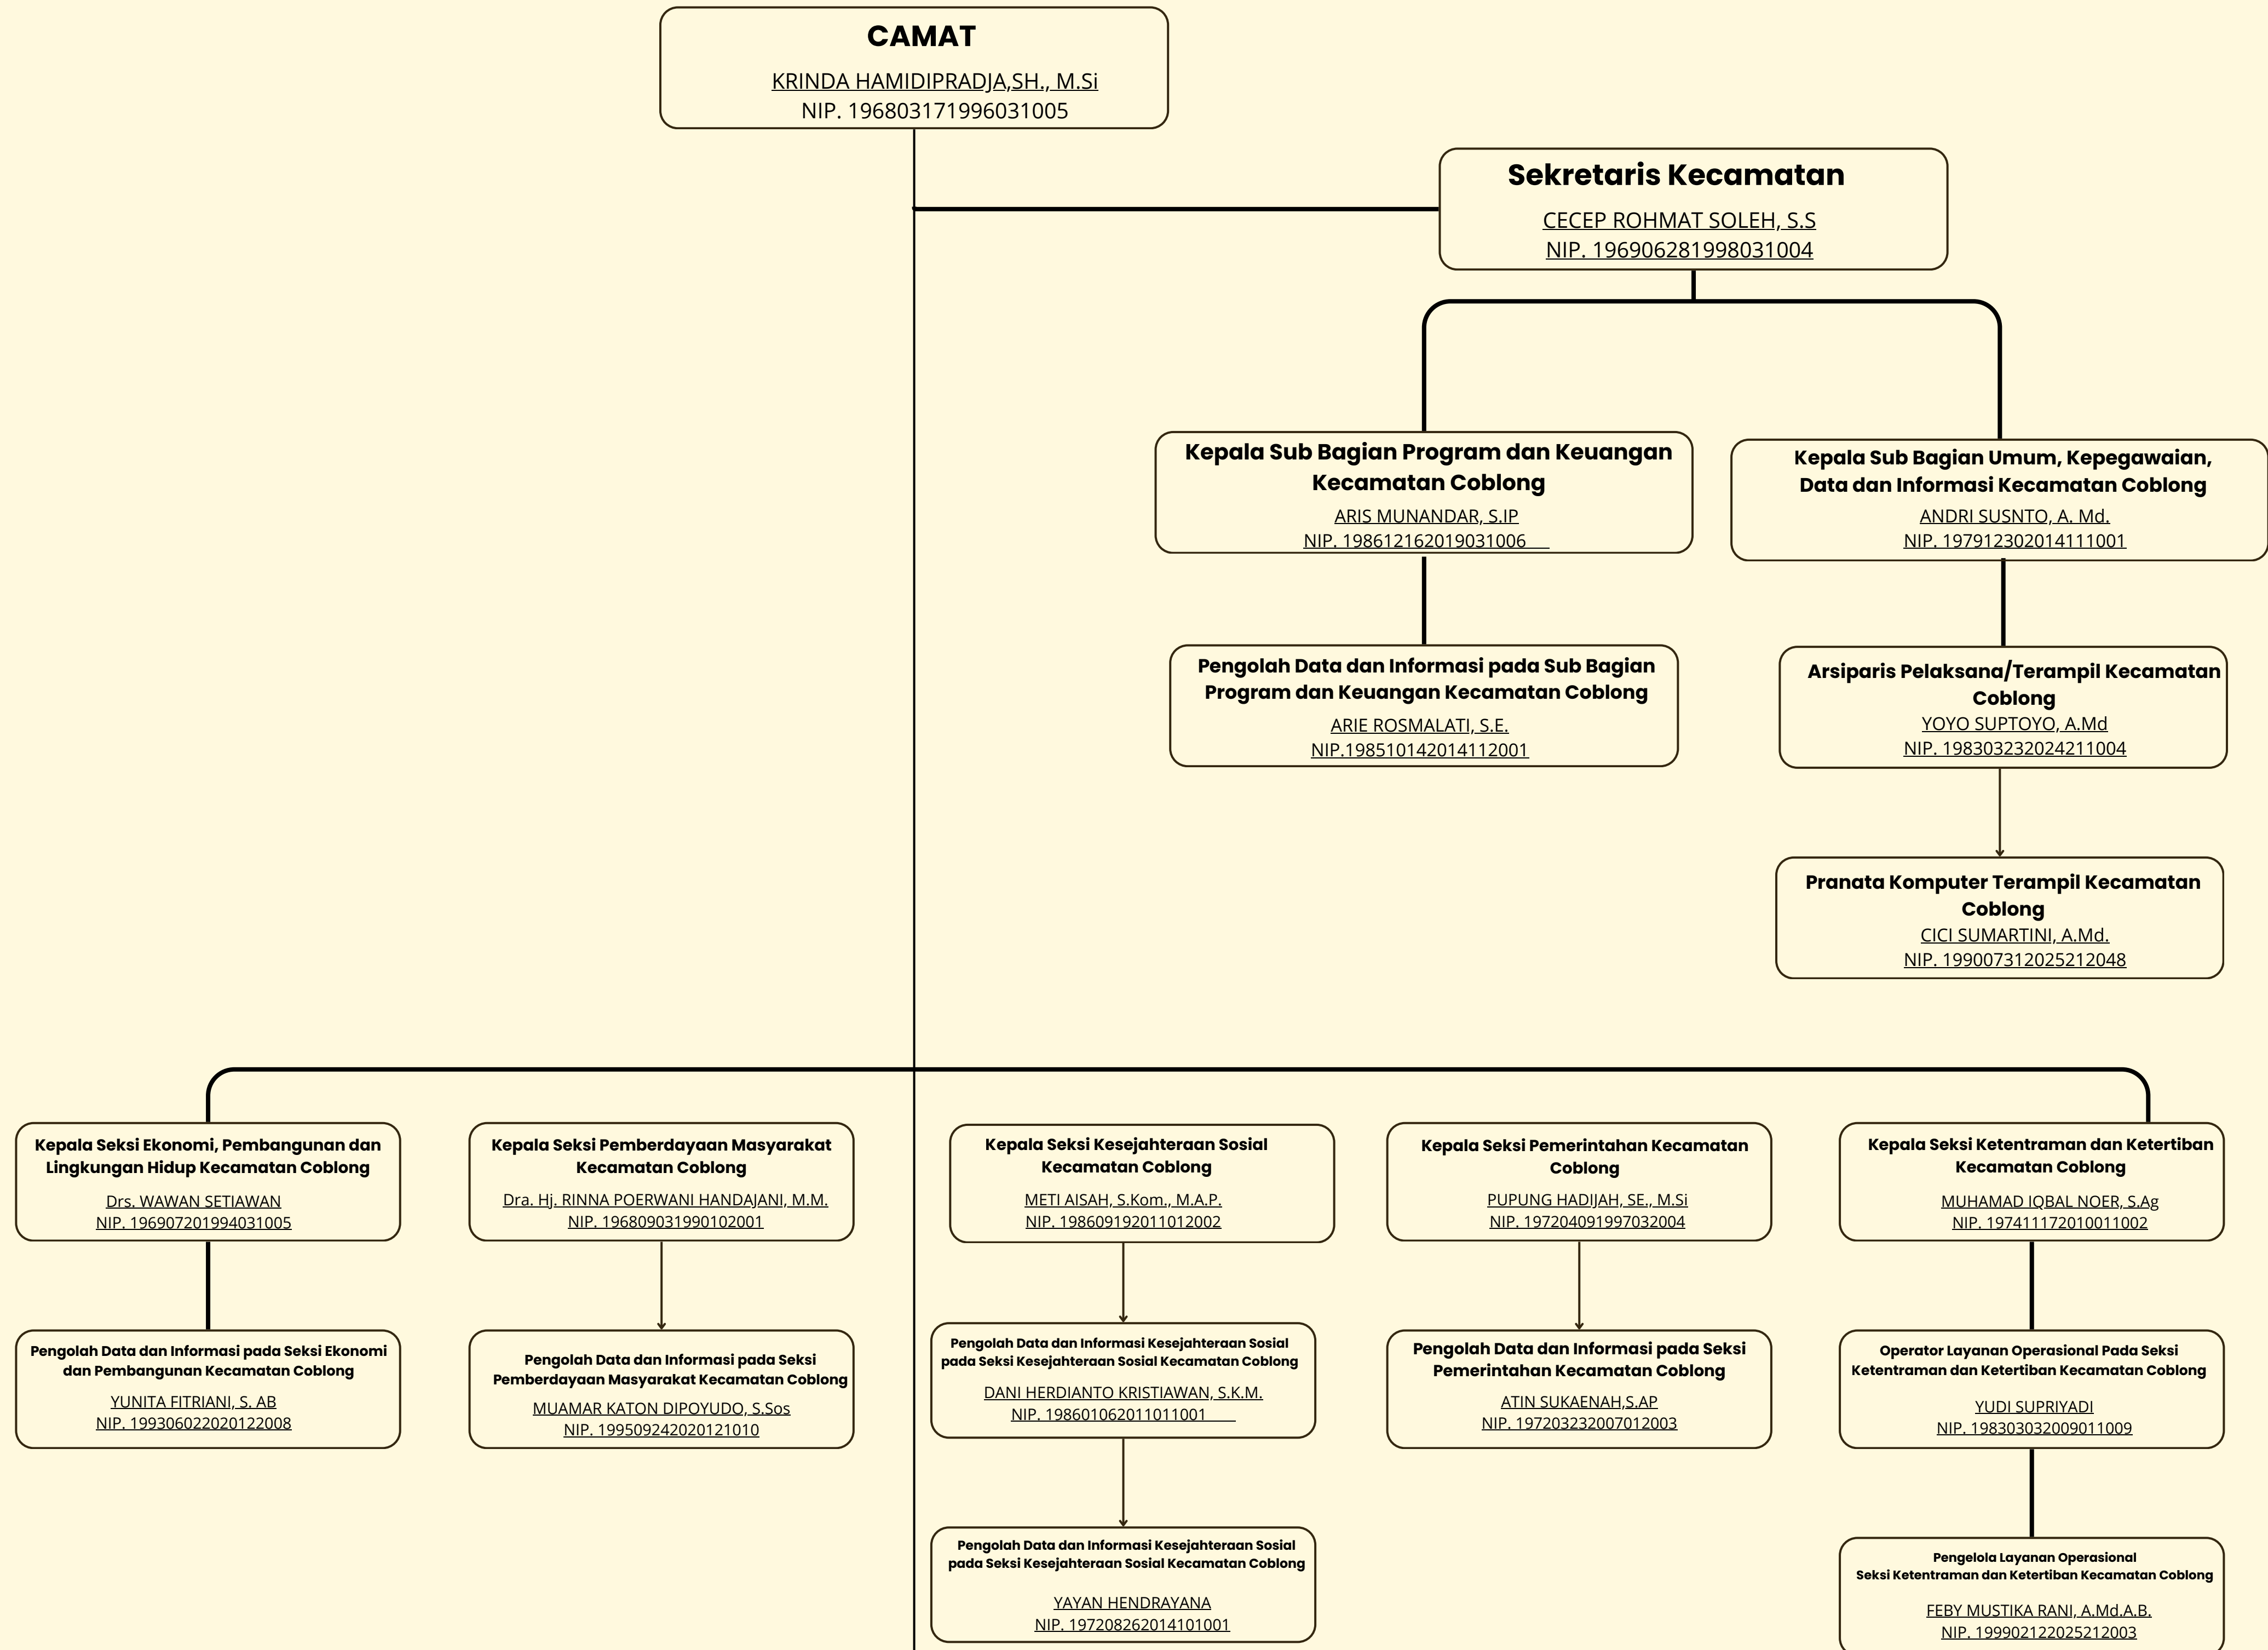 CAMAT
KRINDA HAMIDIPRADJA,SH., M.Si
NIP. 196803171996031005
Sekretaris Kecamatan
CECEP ROHMAT SOLEH, S.S
NIP. 196906281998031004
Kepala Sub Bagian Program dan Keuangan
Kecamatan Coblong
ARIS MUNANDAR, S.IP
NIP. 198612162019031006
Kepala Sub Bagian Umum, Kepegawaian,
Data dan Informasi Kecamatan Coblong
ANDRI SUSNTO, A. Md.
NIP. 197912302014111001
Pengolah Data dan Informasi pada Sub Bagian
Program dan Keuangan Kecamatan Coblong
ARIE ROSMALATI, S.E.
NIP.198510142014112001
Arsiparis Pelaksana/Terampil Kecamatan
Coblong
YOYO SUPTOYO, A.Md
NIP. 198303232024211004
Pranata Komputer Terampil Kecamatan
Coblong
CICI SUMARTINI, A.Md.
NIP. 199007312025212048
Kepala Seksi Ekonomi, Pembangunan dan
Lingkungan Hidup Kecamatan Coblong
Drs. WAWAN SETIAWAN
NIP. 196907201994031005
Kepala Seksi Pemberdayaan Masyarakat
Kecamatan Coblong
Dra. Hj. RINNA POERWANI HANDAJANI, M.M.
NIP. 196809031990102001
Kepala Seksi Kesejahteraan Sosial
Kecamatan Coblong
METI AISAH, S.Kom., M.A.P.
NIP. 198609192011012002
Kepala Seksi Pemerintahan Kecamatan
Coblong
PUPUNG HADIJAH, SE., M.Si
NIP. 197204091997032004
Kepala Seksi Ketentraman dan Ketertiban
Kecamatan Coblong
MUHAMAD IQBAL NOER, S.Ag
NIP. 197411172010011002
Pengolah Data dan Informasi pada Seksi Ekonomi
dan Pembangunan Kecamatan Coblong
YUNITA FITRIANI, S. AB
NIP. 199306022020122008
Pengolah Data dan Informasi pada Seksi
Pemberdayaan Masyarakat Kecamatan Coblong
MUAMAR KATON DIPOYUDO, S.Sos
NIP. 199509242020121010
Pengolah Data dan Informasi Kesejahteraan Sosial
pada Seksi Kesejahteraan Sosial Kecamatan Coblong
DANI HERDIANTO KRISTIAWAN, S.K.M.
NIP. 198601062011011001
Pengolah Data dan Informasi pada Seksi
Pemerintahan Kecamatan Coblong
ATIN SUKAENAH,S.AP
NIP. 197203232007012003
Operator Layanan Operasional Pada Seksi
Ketentraman dan Ketertiban Kecamatan Coblong
YUDI SUPRIYADI
NIP. 198303032009011009
Pengolah Data dan Informasi Kesejahteraan Sosial
pada Seksi Kesejahteraan Sosial Kecamatan Coblong
YAYAN HENDRAYANA
NIP. 197208262014101001
Pengelola Layanan Operasional
Seksi Ketentraman dan Ketertiban Kecamatan Coblong
FEBY MUSTIKA RANI, A.Md.A.B.
NIP. 199902122025212003